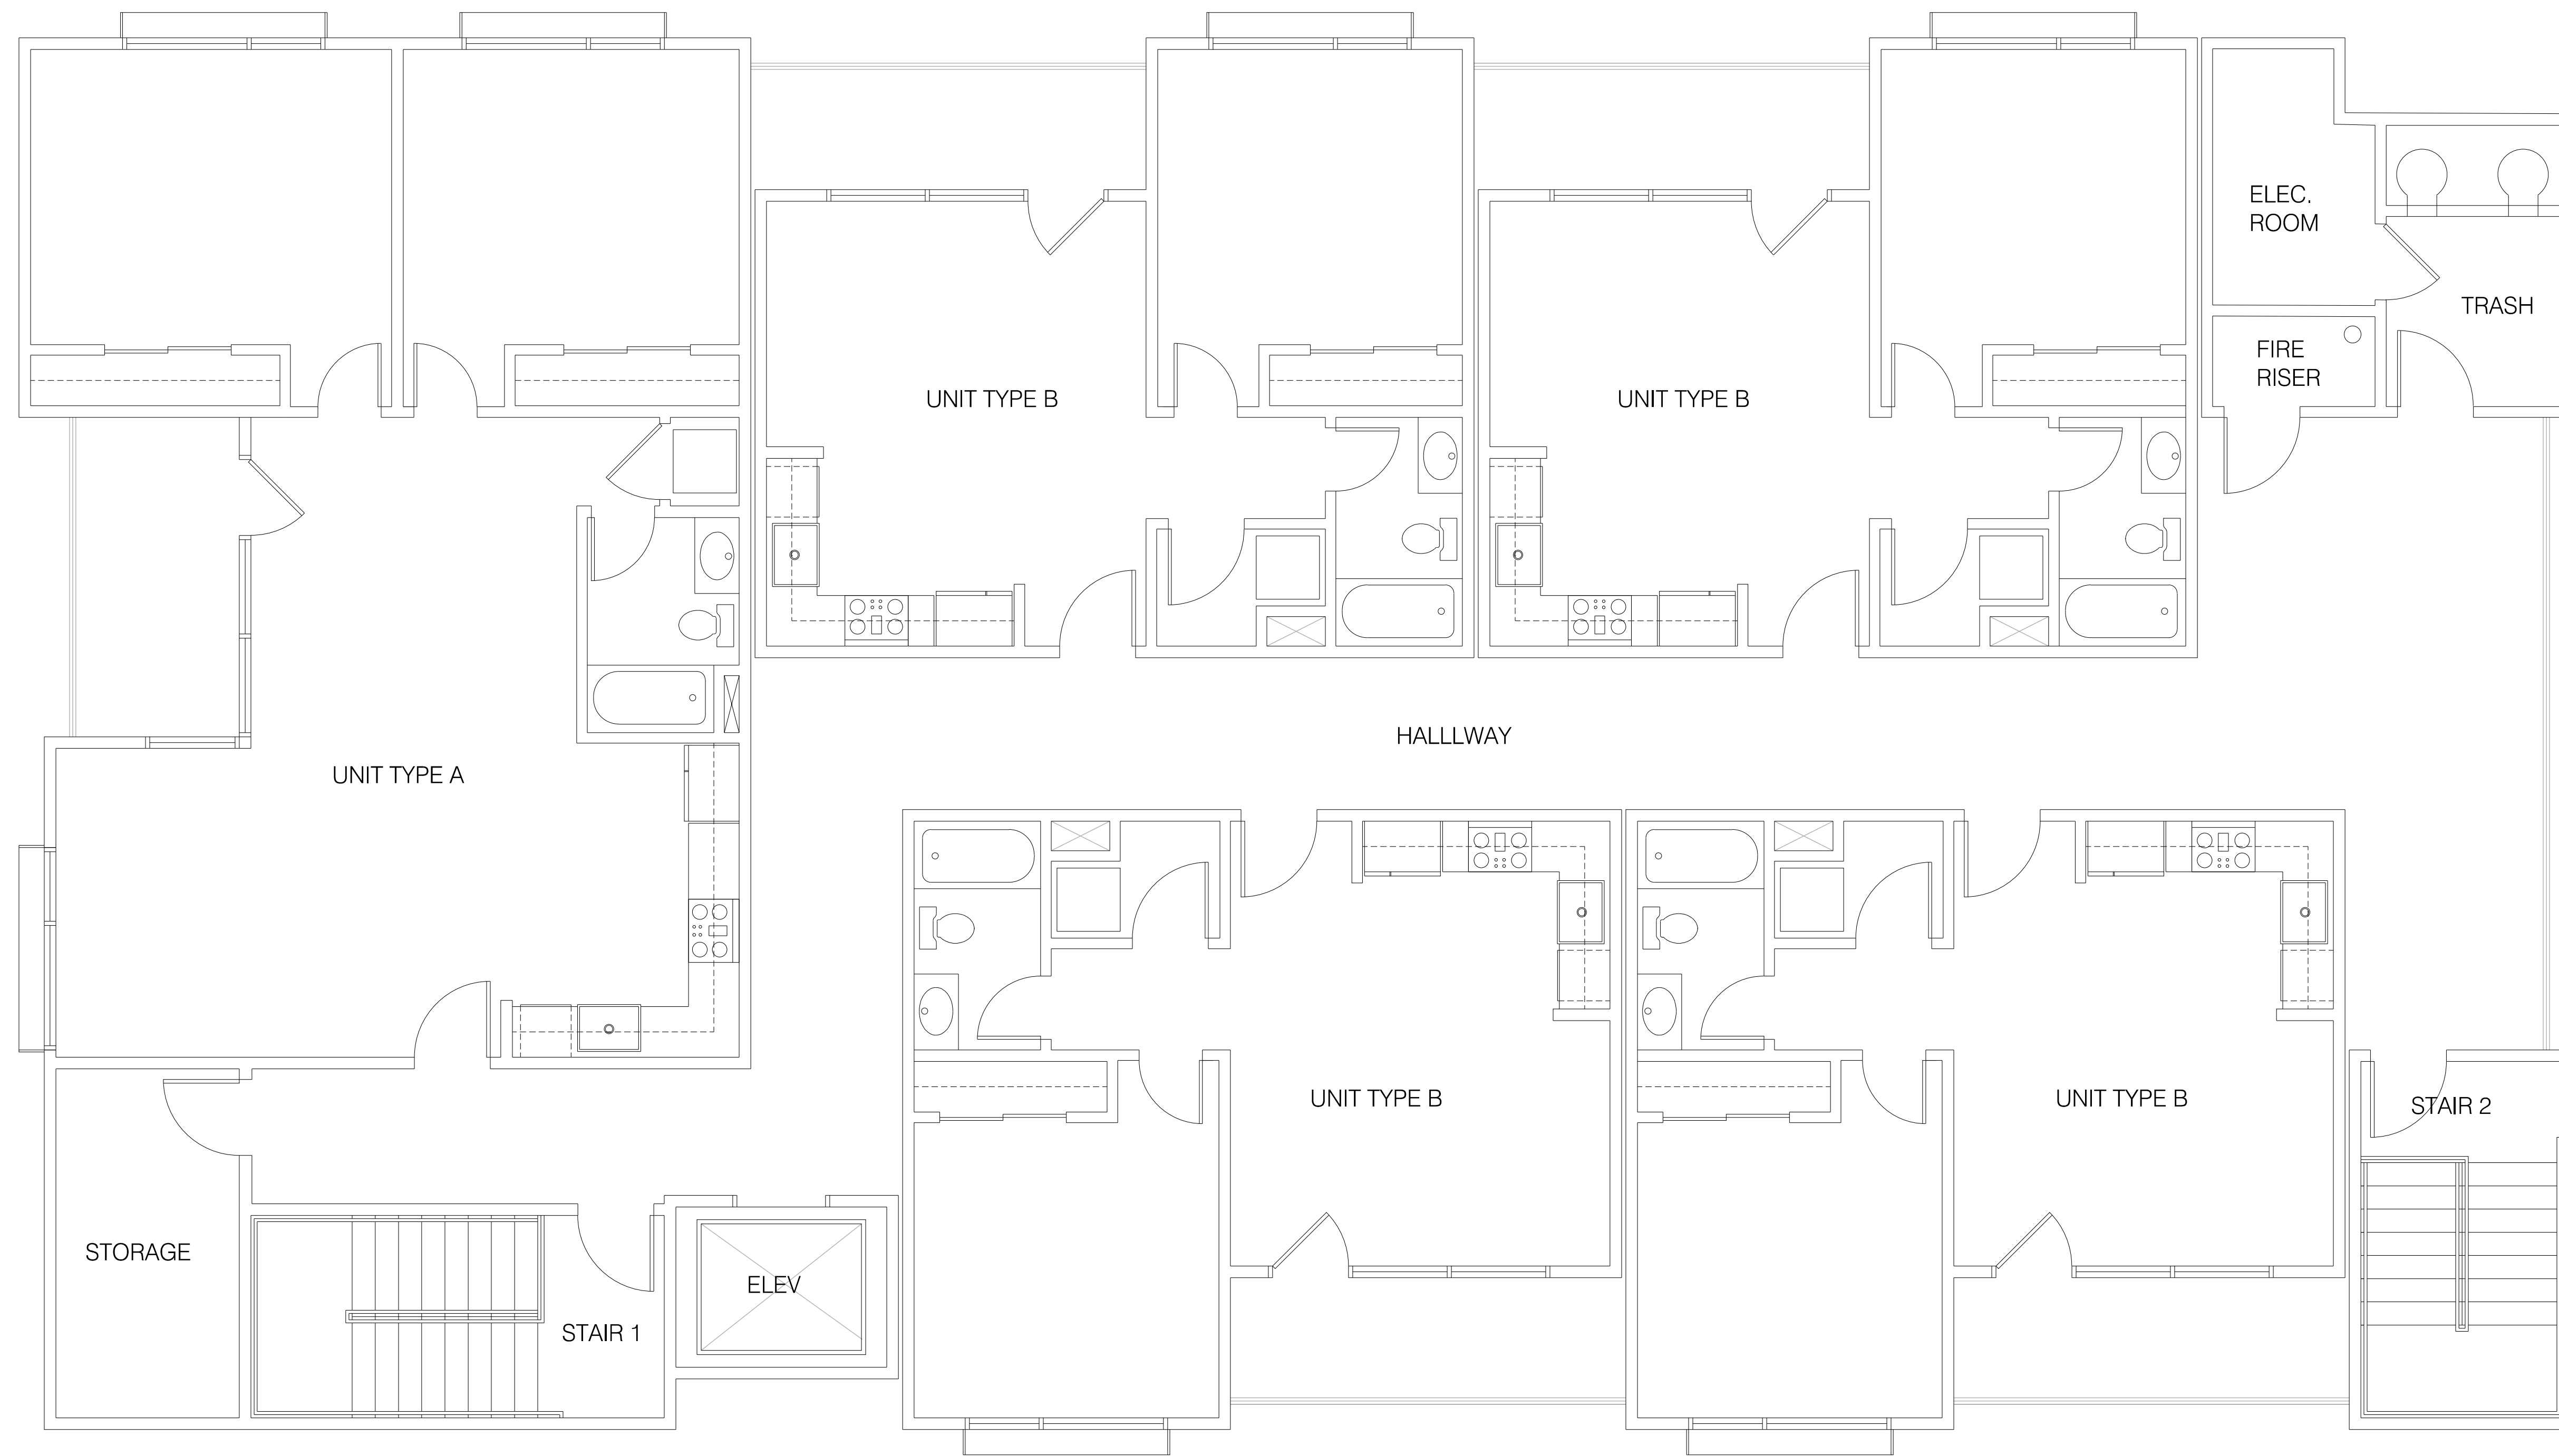 ELEC.
ROOM
TRASH
FIRE
RISER
UNIT TYPE B
UNIT TYPE B
HALLLWAY
UNIT TYPE A
UNIT TYPE B
UNIT TYPE B
STAIR 2
STORAGE
ELEV
STAIR 1